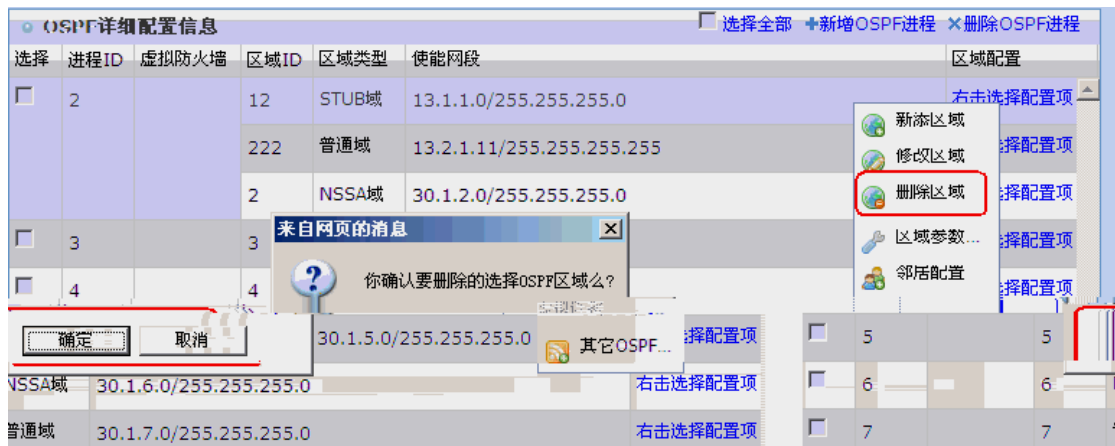 OSPF详细配置信息 选择全部 新增OSPF进程 删除OSPF进程
选择 进程ID 虚拟防火墙 区域ID 区域类型 使能网段 区域配置
2 12 STUB域 13.1.1.0/255.255.255.0 右击选择配置项
新添区域
222 普通域 13.2.1.11/255.255.255.255 选择配置项
修改区域
2 NSSA域 30.1.2.0/255.255.255.0 选择配置项
删除区域
来自网页的消息
3 3 选择配置项
区域参数...
你确认要删除的选择OSPF区域么?
邻居配置
4 4 选择配置项
确定 取消 30.1.5.0/255.255.255.0 选择配置项 5 5
其它OSPF...
NSSA域 30.1.6.0/255.255.255.0 右击选择配置项 6 6
普通域 30.1.7.0/255.255.255.0 右击选择配置项 7 7